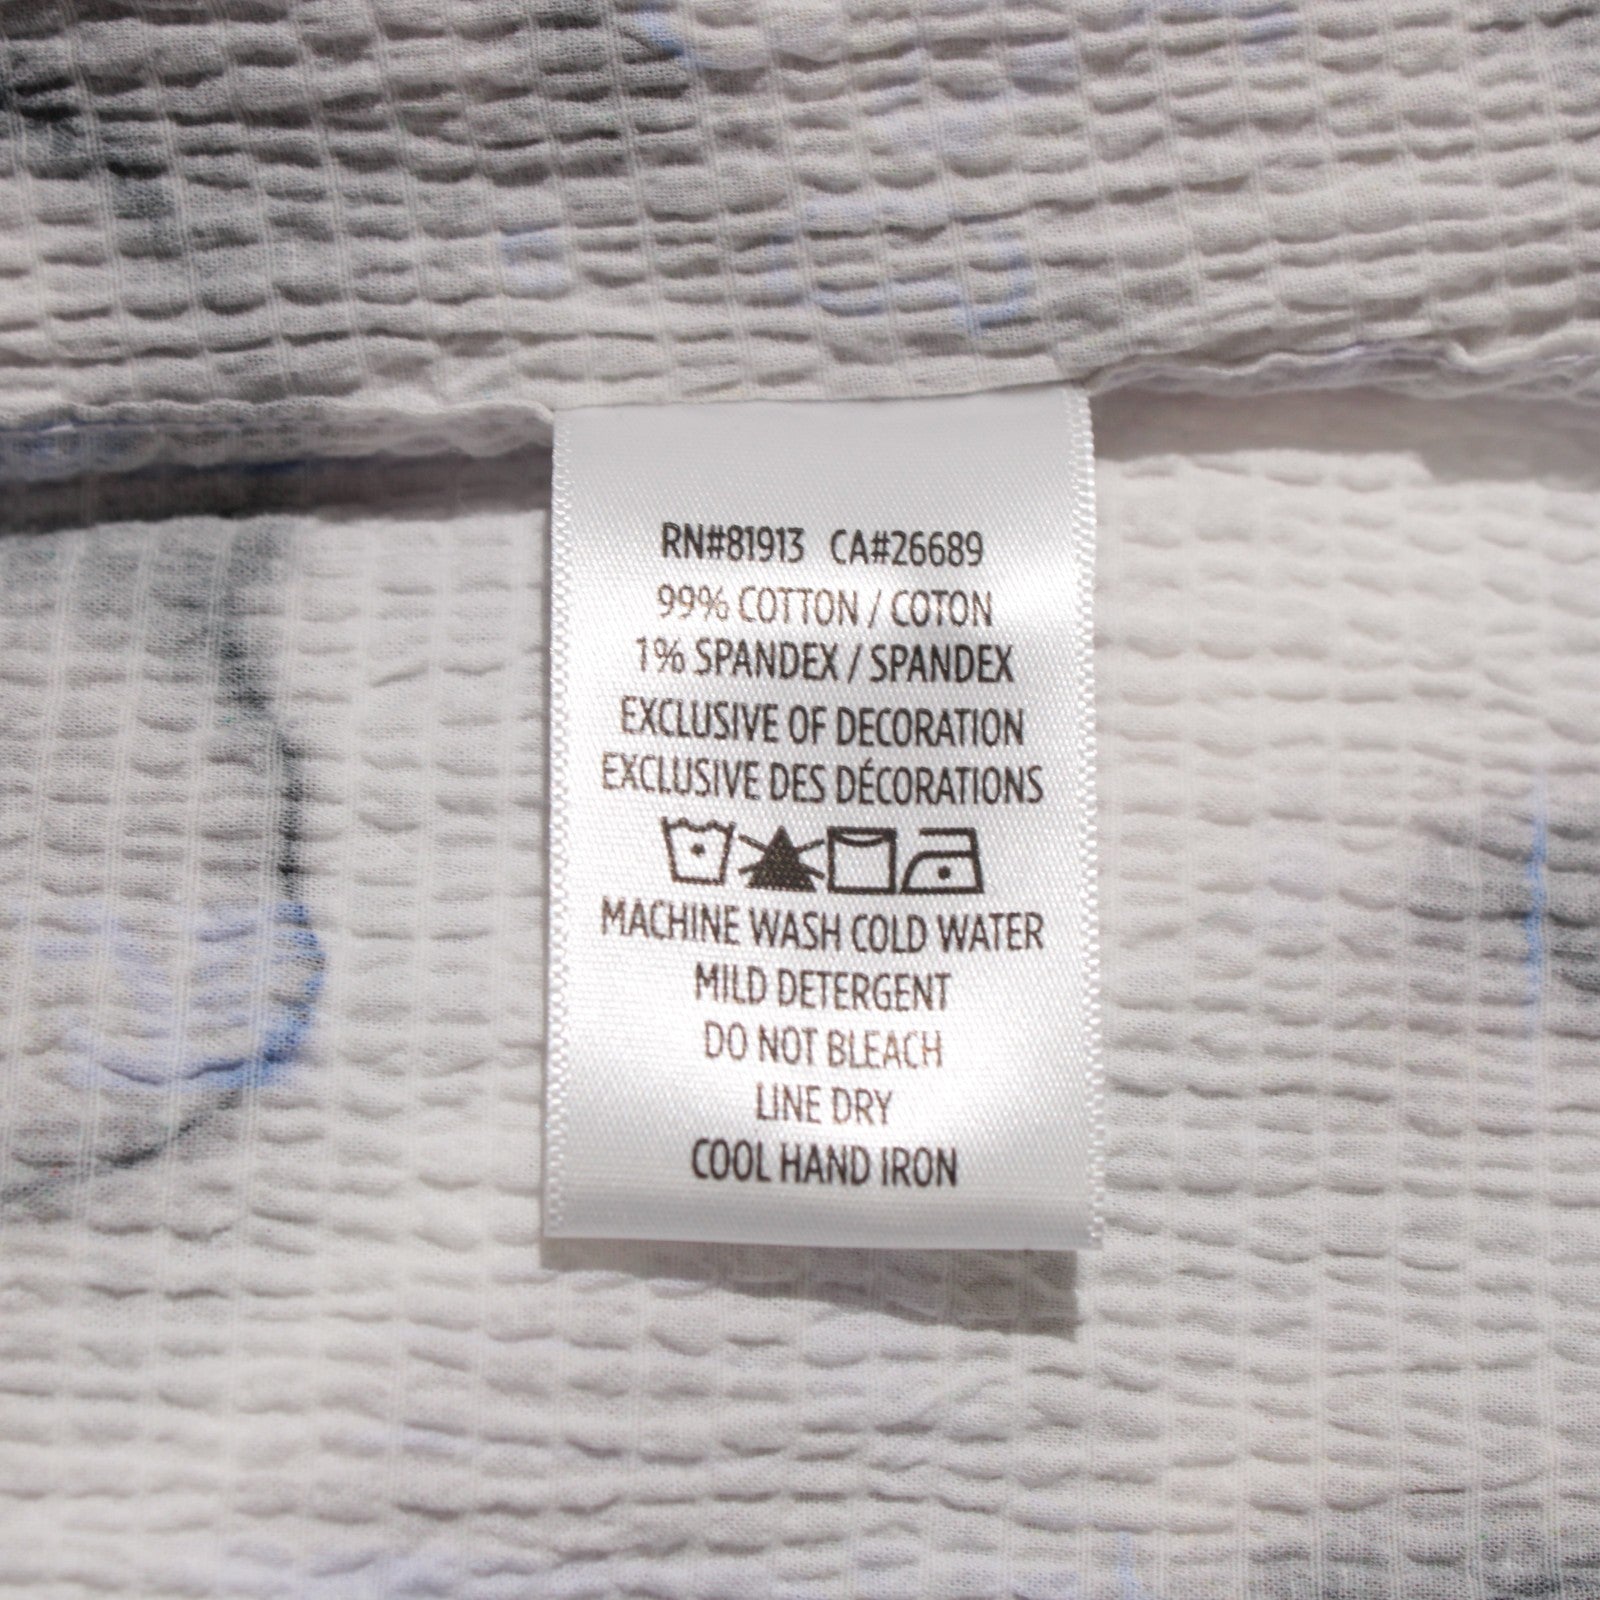 RN#81913 CA#26689
99% COTTON / COTON
1% SPANDEX / SPANDEX
EXCLUSIVE OF DECORATION
EXCLUSIVE DES DÉCORATIONS
MACHINE WASH COLD WATER
MILD DETERGENT
DO NOT BLEACH
LINE DRY
COOL HAND IRON